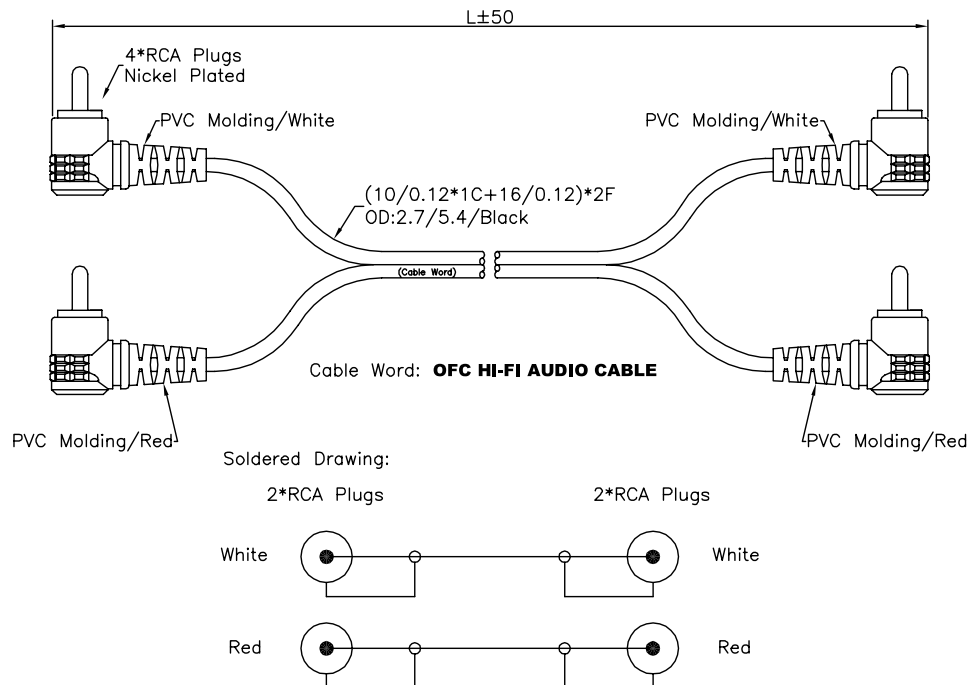 L±50
4*RCA Plugs
Nickel Plated
PVC Molding/White
PVC Molding/White
(10/0.12*1C+16/0.12)*2F
OD:2.7/5.4/Black
(Cable Word)
Cable Word: OFC HI-FI AUDIO CABLE
PVC Molding/Red
PVC Molding/Red
Soldered Drawing:
2*RCA Plugs
2*RCA Plugs
White
White
Red
Red